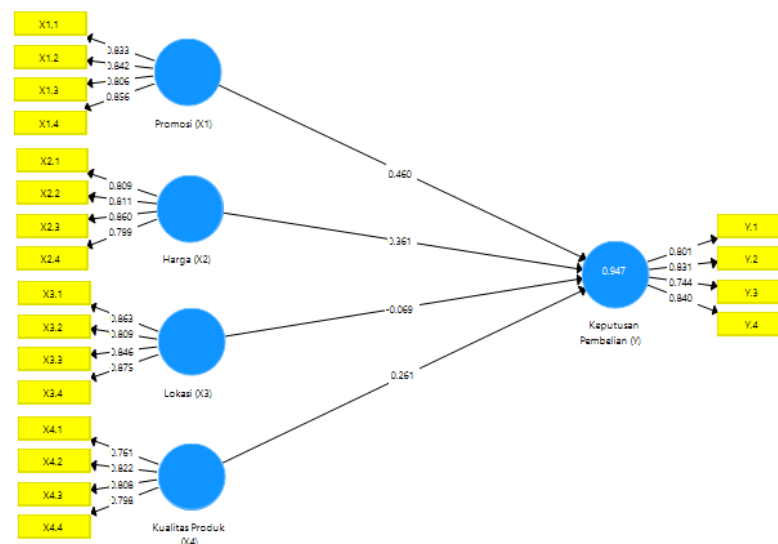 X1.1
X1.2
X1.3
X1.4
0.833
0.842
0.806
0.856
Promosi (X1)
X2.1
X2.2
X2.3
X2.4
0.809
0.811
0.860
0.799
Harga (X2)
X3.1
X3.2
X3.3
X3.4
0.863
0.809
0.846
0.875
Lokasi (X3)
X4.1
X4.2
X4.3
X4.4
0.761
0.822
0.808
0.798
Kualitas Produk
(X4)
0.460
0.361
-0.069
0.261
0.947
Keputusan
Pembelian (Y)
0.801
0.831
0.744
0.840
Y.1
Y.2
Y.3
Y.4